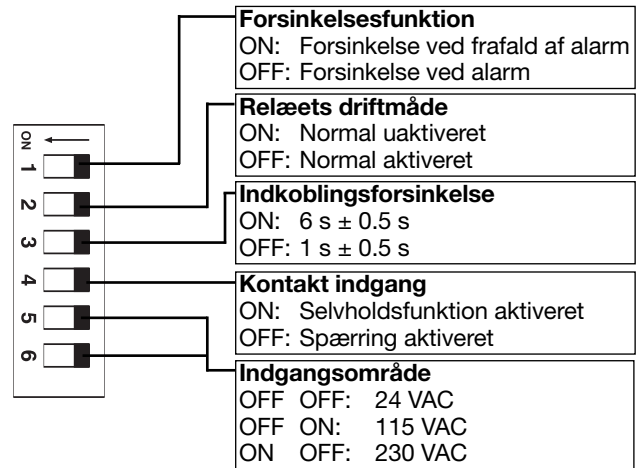 Forsinkelsesfunktion
ON: Forsinkelse ved frafald af alarm
OFF: Forsinkelse ved alarm
Relæets driftmåde
ON: Normal uaktiveret
OFF: Normal aktiveret
Indkoblingsforsinkelse
ON: 6 s ± 0.5 s
OFF: 1 s ± 0.5 s
Kontakt indgang
ON: Selvholdsfunktion aktiveret
OFF: Spærring aktiveret
Indgangsområde
OFF OFF: 24 VAC
OFF ON: 115 VAC
ON OFF: 230 VAC
ON
1
2
3
4
5
6